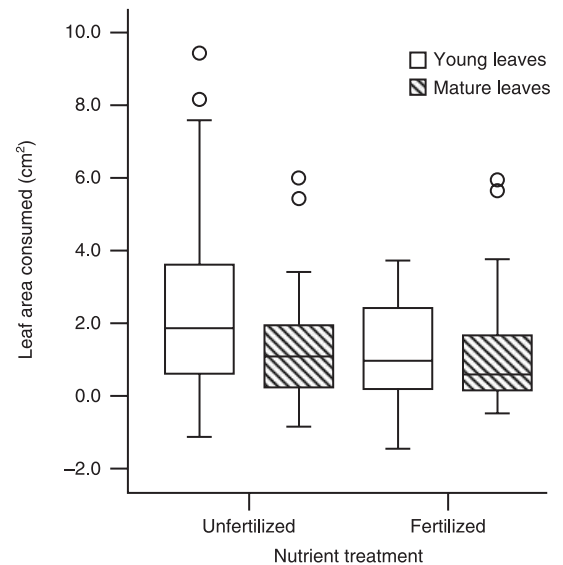 10.0
8.0
6.0
4.0
2.0
0.0
–2.0
Leaf area consumed (cm²)
Young leaves
Mature leaves
Unfertilized
Fertilized
Nutrient treatment